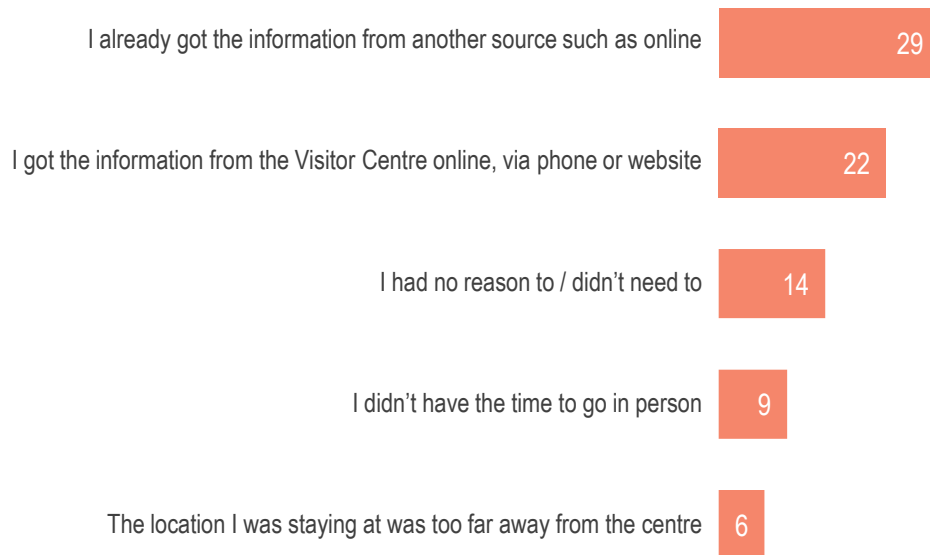 I already got the information from another source such as online 29
I got the information from the Visitor Centre online, via phone or website 22
I had no reason to / didn’t need to 14
I didn’t have the time to go in person 9
The location I was staying at was too far away from the centre 6